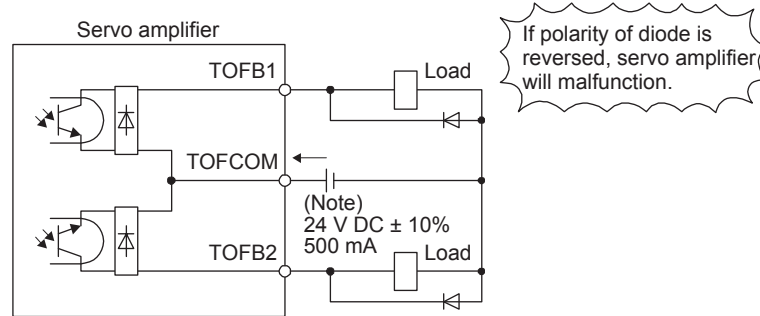 Servo amplifier
TOFB1
Load
If polarity of diode is
reversed, servo amplifier
will malfunction.
TOFCOM
(Note)
24 V DC ± 10%
500 mA
TOFB2
Load